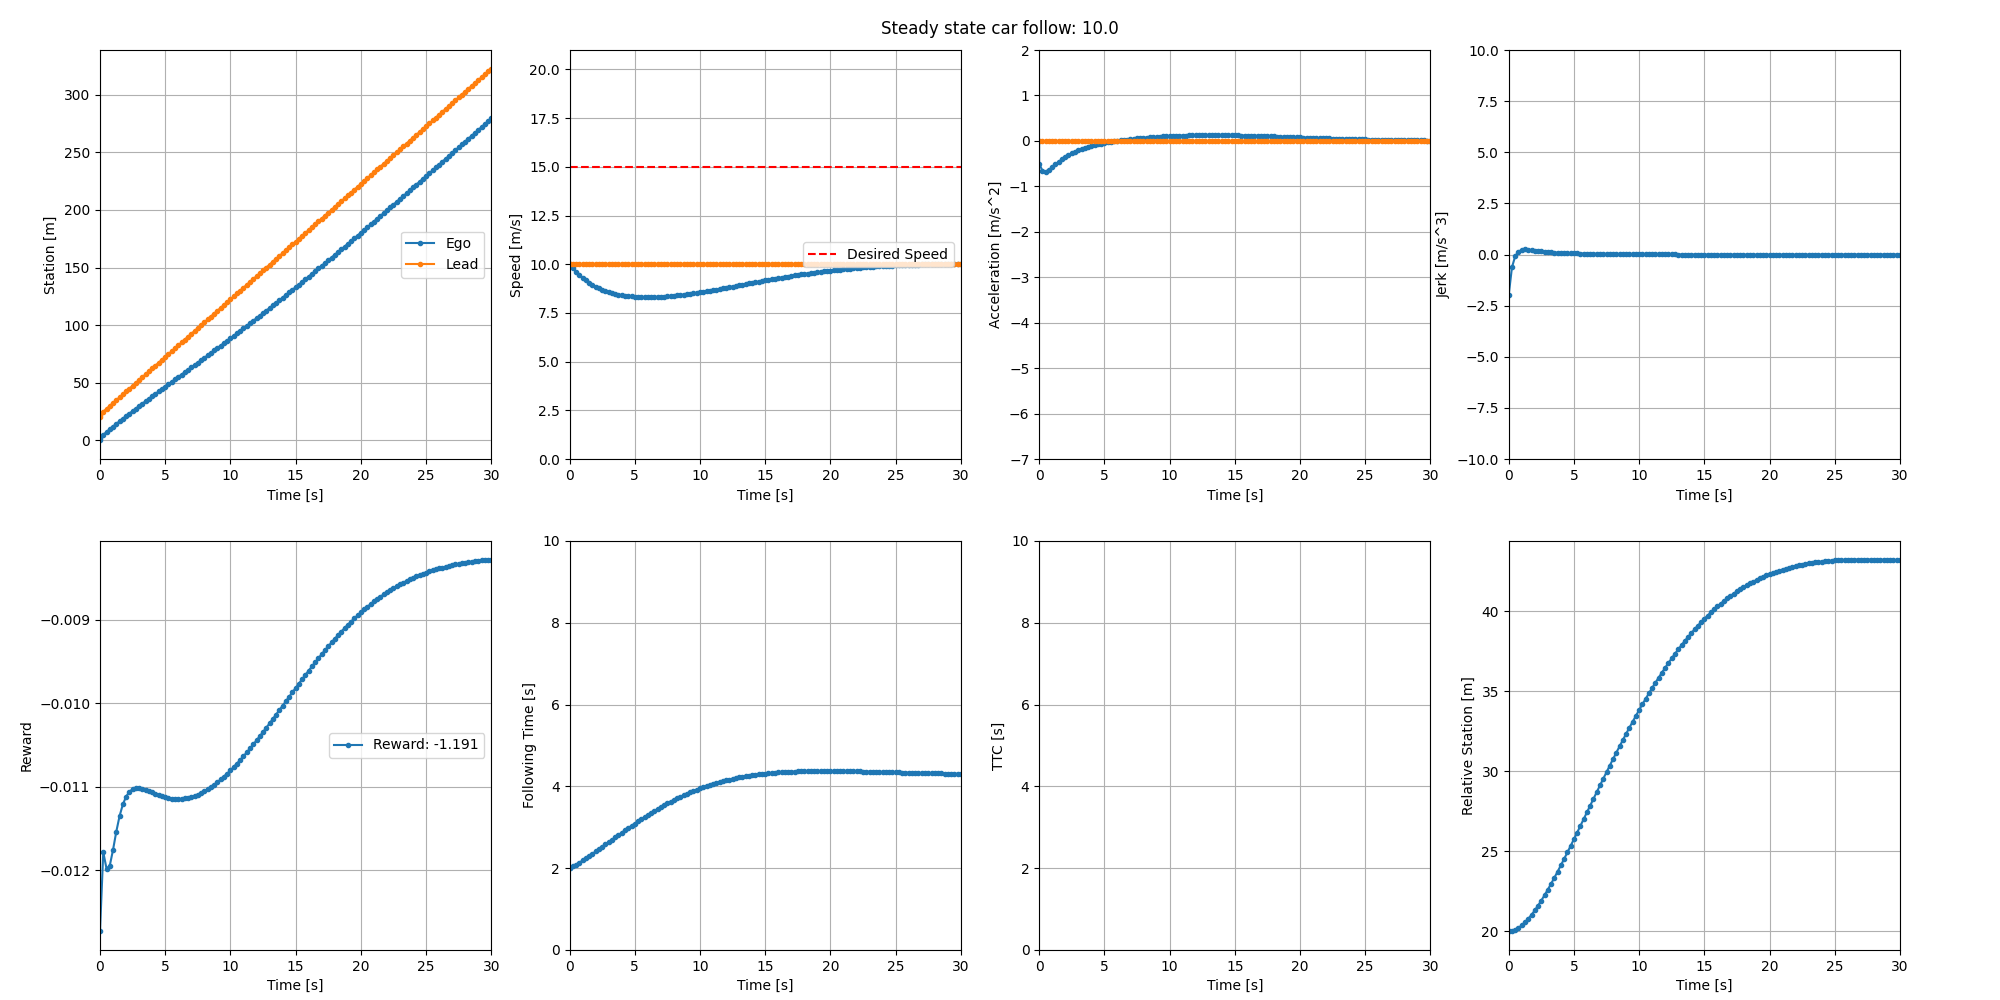 Steady state car follow: 10.0
Station [m]
300
250
200
150
100
50
0
0 5 10 15 20 25 30
Time [s]
Ego
Lead
Speed [m/s]
20.0
17.5
15.0
12.5
10.0
7.5
5.0
2.5
0.0
0 5 10 15 20 25 30
Time [s]
Desired Speed
Acceleration [m/s^2]
2
1
0
−1
−2
−3
−4
−5
−6
−7
0 5 10 15 20 25 30
Time [s]
Jerk [m/s^3]
10.0
7.5
5.0
2.5
0.0
−2.5
−5.0
−7.5
−10.0
0 5 10 15 20 25 30
Time [s]
Reward
−0.009
−0.010
−0.011
−0.012
0 5 10 15 20 25 30
Time [s]
Reward: -1.191
Following Time [s]
10
8
6
4
2
0
0 5 10 15 20 25 30
Time [s]
TTC [s]
10
8
6
4
2
0
0 5 10 15 20 25 30
Time [s]
Relative Station [m]
40
35
30
25
20
0 5 10 15 20 25 30
Time [s]